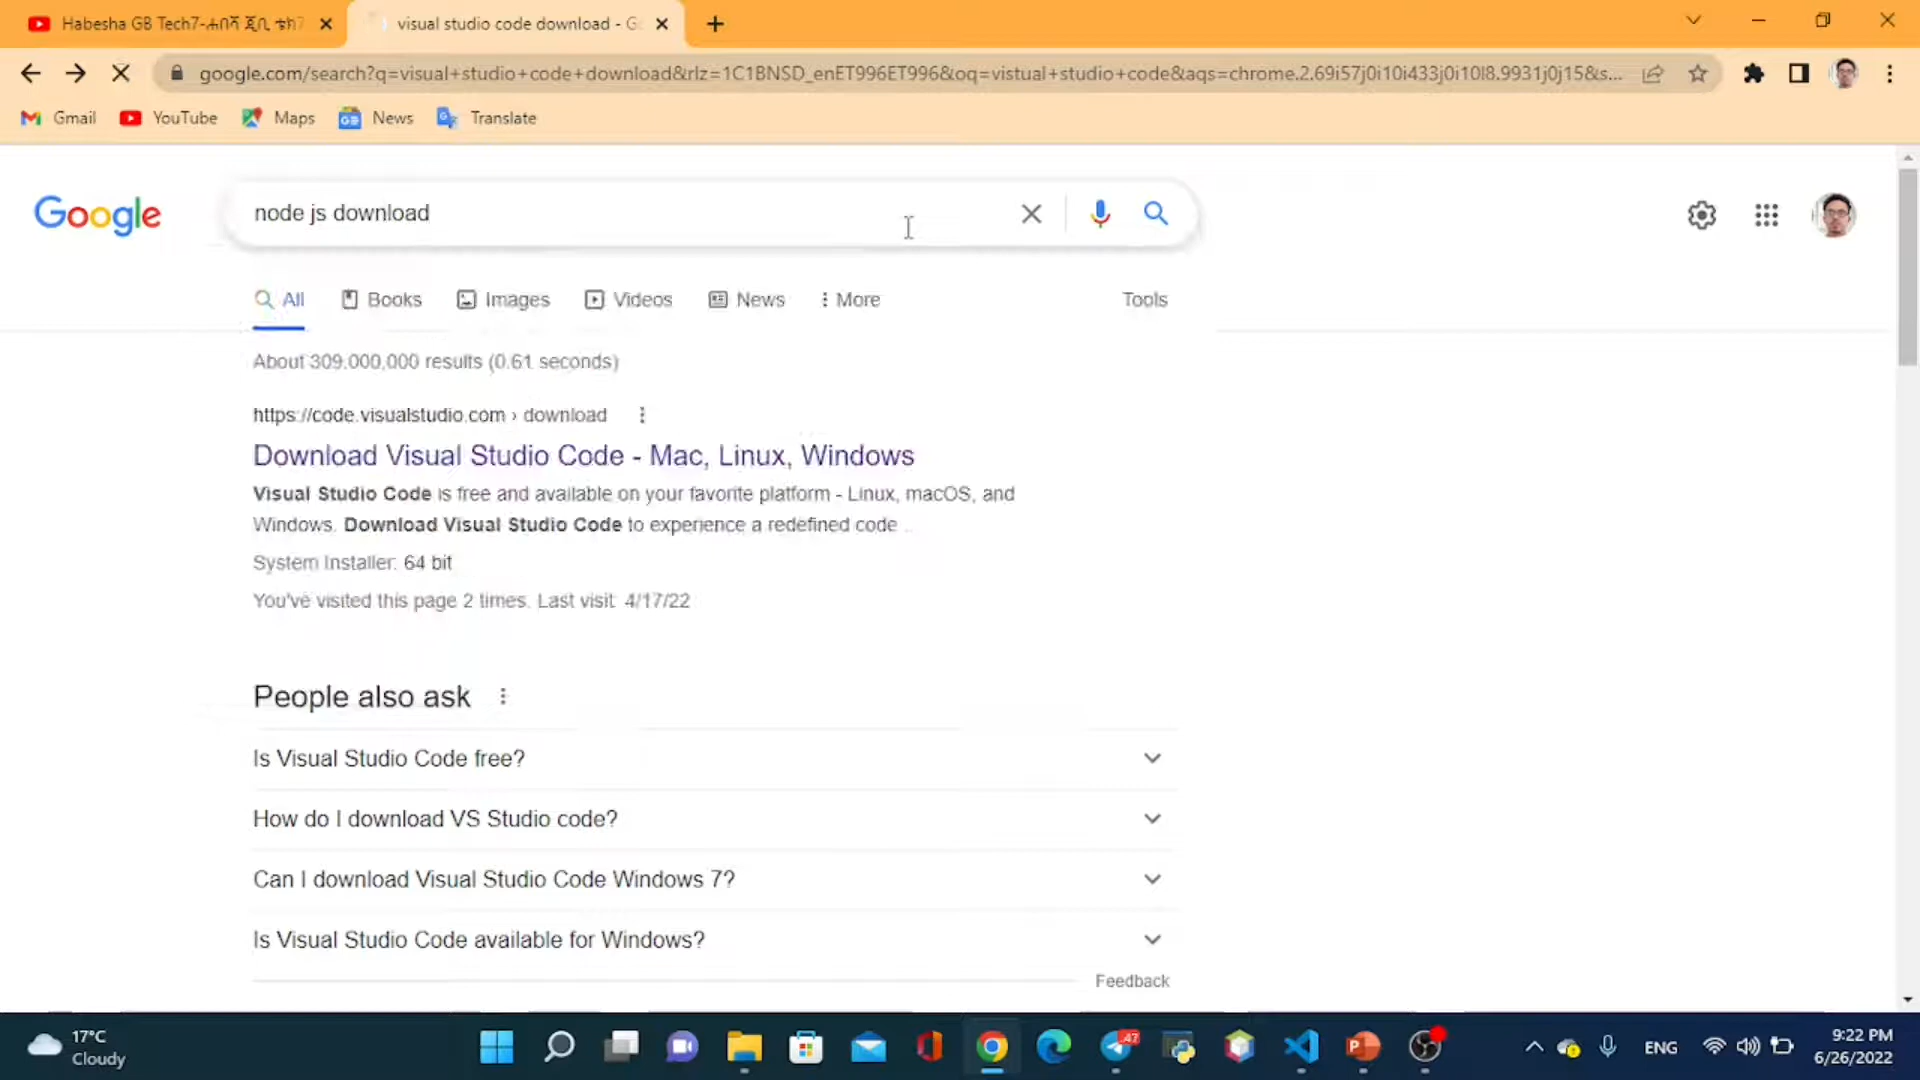 Habesha GB Tech7-ሐበሻ ጂቢ ቴክ7
visual studio code download - G
google.com/search?q=visual+studio+code+download&rlz=1C1BNSD_enET996ET996&oq=vistual+studio+code&aqs=chrome.2.69i57j0i10i433j0i10l8.9931j0j15&s...
Gmail
YouTube
Maps
News
Translate
Google
node js download
All
Books
Images
Videos
News
More
Tools
About 309,000,000 results (0.61 seconds)
https://code.visualstudio.com › download
Download Visual Studio Code - Mac, Linux, Windows
Visual Studio Code is free and available on your favorite platform - Linux, macOS, and
Windows. Download Visual Studio Code to experience a redefined code ...
System Installer: 64 bit
You've visited this page 2 times. Last visit: 4/17/22
People also ask
Is Visual Studio Code free?
How do I download VS Studio code?
Can I download Visual Studio Code Windows 7?
Is Visual Studio Code available for Windows?
Feedback
17°C
Cloudy
47
ENG
9:22 PM
6/26/2022